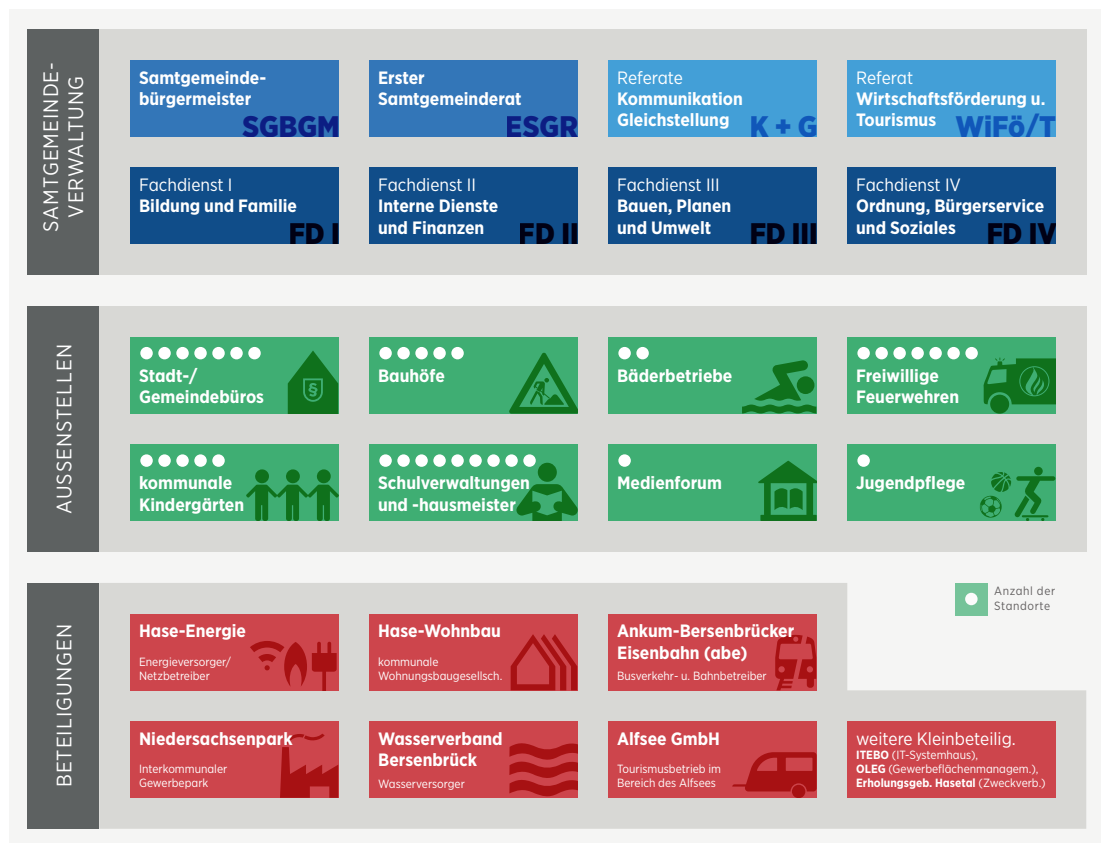 SAMTGEMEINDE-
VERWALTUNG
Samtgemeinde-
bürgermeister
SGBGM
Erster
Samtgemeinderat
ESGR
Referate
Kommunikation
Gleichstellung
K + G
Referat
Wirtschaftsförderung u.
Tourismus
WiFö/T
Fachdienst I
Bildung und Familie
FD I
Fachdienst II
Interne Dienste
und Finanzen
FD II
Fachdienst III
Bauen, Planen
und Umwelt
FD III
Fachdienst IV
Ordnung, Bürgerservice
und Soziales
FD IV
AUSSENSTELLEN
Stadt-/
Gemeindebüros
§
Bauhöfe
Bäderbetriebe
Freiwillige
Feuerwehren
kommunale
Kindergärten
Schulverwaltungen
und -hausmeister
Medienforum
Jugendpflege
Anzahl der
Standorte
BETEILIGUNGEN
Hase-Energie
Energieversorger/
Netzbetreiber
Hase-Wohnbau
kommunale
Wohnungsbaugesellsch.
Ankum-Bersenbrücker
Eisenbahn (abe)
Busverkehr- u. Bahnbetreiber
Niedersachsenpark
Interkommunaler
Gewerbepark
Wasserverband
Bersenbrück
Wasserversorger
Alfsee GmbH
Tourismusbetrieb im
Bereich des Alfsees
weitere Kleinbeteilig.
ITEBO (IT-Systemhaus),
OLEG (Gewerbeflächenmanagem.),
Erholungsgeb. Hasetal (Zweckverb.)